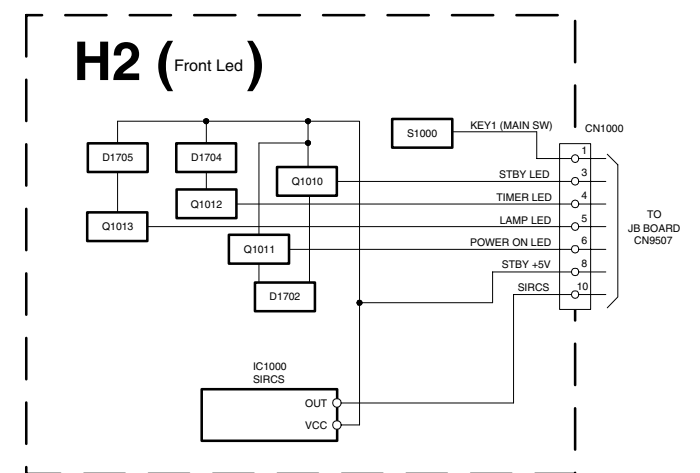 H2 (Front Led)
S1000
KEY1 (MAIN SW)
CN1000
1
D1705
D1704
Q1010
STBY LED
3
Q1012
TIMER LED
4
Q1013
LAMP LED
5
Q1011
POWER ON LED
6
STBY +5V
8
D1702
SIRCS
10
TO
JB BOARD
CN9507
IC1000
SIRCS
OUT
VCC